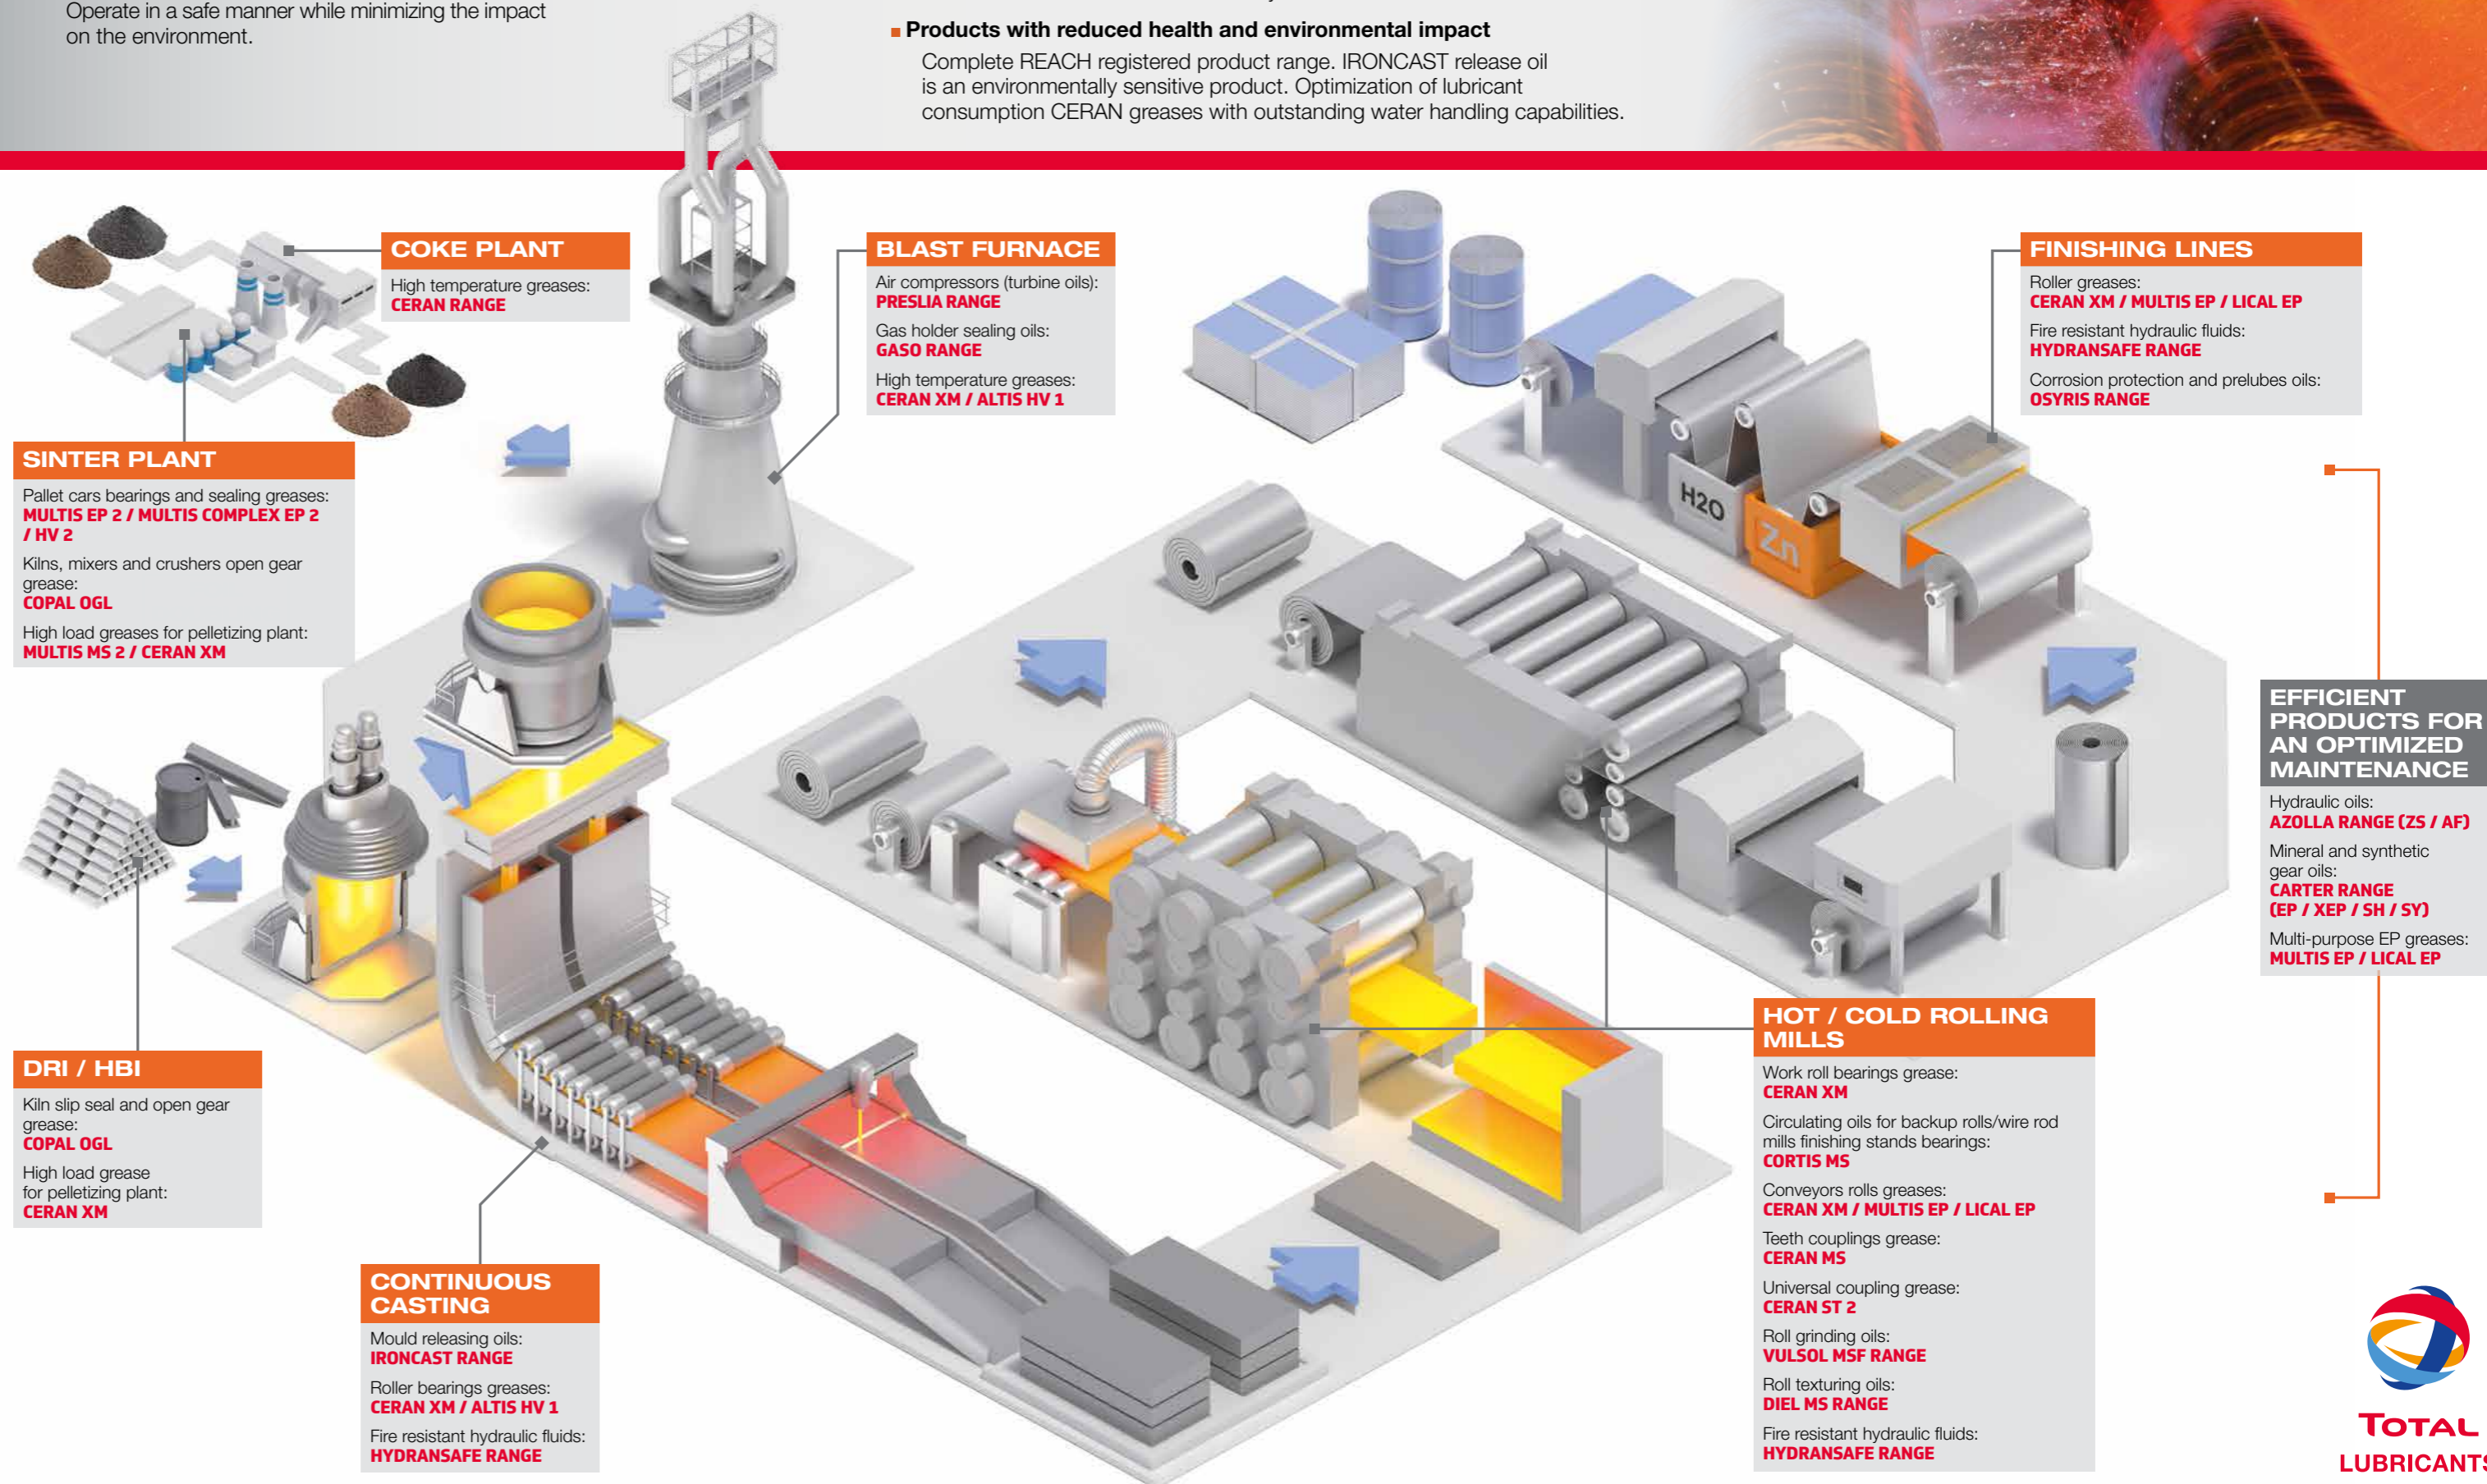 Operate in a safe manner while minimizing the impact
on the environment.
■ Products with reduced health and environmental impact
Complete REACH registered product range. IRONCAST release oil
is an environmentally sensitive product. Optimization of lubricant
consumption CERAN greases with outstanding water handling capabilities.
COKE PLANT
High temperature greases:
CERAN RANGE
BLAST FURNACE
Air compressors (turbine oils):
PRESLIA RANGE
Gas holder sealing oils:
GASO RANGE
High temperature greases:
CERAN XM / ALTIS HV 1
FINISHING LINES
Roller greases:
CERAN XM / MULTIS EP / LICAL EP
Fire resistant hydraulic fluids:
HYDRANSAFE RANGE
Corrosion protection and prelubes oils:
OSYRIS RANGE
SINTER PLANT
Pallet cars bearings and sealing greases:
MULTIS EP 2 / MULTIS COMPLEX EP 2
/ HV 2
Kilns, mixers and crushers open gear
grease:
COPAL OGL
High load greases for pelletizing plant:
MULTIS MS 2 / CERAN XM
H2O
Zn
EFFICIENT
PRODUCTS FOR
AN OPTIMIZED
MAINTENANCE
Hydraulic oils:
AZOLLA RANGE (ZS / AF)
Mineral and synthetic
gear oils:
CARTER RANGE
(EP / XEP / SH / SY)
Multi-purpose EP greases:
MULTIS EP / LICAL EP
DRI / HBI
Kiln slip seal and open gear
grease:
COPAL OGL
High load grease
for pelletizing plant:
CERAN XM
CONTINUOUS
CASTING
Mould releasing oils:
IRONCAST RANGE
Roller bearings greases:
CERAN XM / ALTIS HV 1
Fire resistant hydraulic fluids:
HYDRANSAFE RANGE
HOT / COLD ROLLING
MILLS
Work roll bearings grease:
CERAN XM
Circulating oils for backup rolls/wire rod
mills finishing stands bearings:
CORTIS MS
Conveyors rolls greases:
CERAN XM / MULTIS EP / LICAL EP
Teeth couplings grease:
CERAN MS
Universal coupling grease:
CERAN ST 2
Roll grinding oils:
VULSOL MSF RANGE
Roll texturing oils:
DIEL MS RANGE
Fire resistant hydraulic fluids:
HYDRANSAFE RANGE
TOTAL
LUBRICANTS